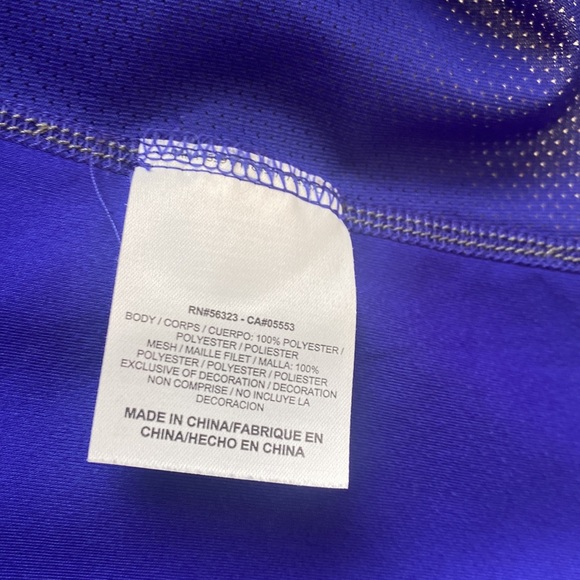 RN#56323 - CA#05553
BODY / CORPS / CUERPO: 100% POLYESTER /
POLYESTER / POLIESTER
MESH / MAILLE FILET / MALLA: 100%
POLYESTER / POLYESTER / POLIESTER
EXCLUSIVE OF DECORATION / DECORATION
NON COMPRISE / NO INCLUYE LA
DECORACION
MADE IN CHINA/FABRIQUE EN
CHINA/HECHO EN CHINA